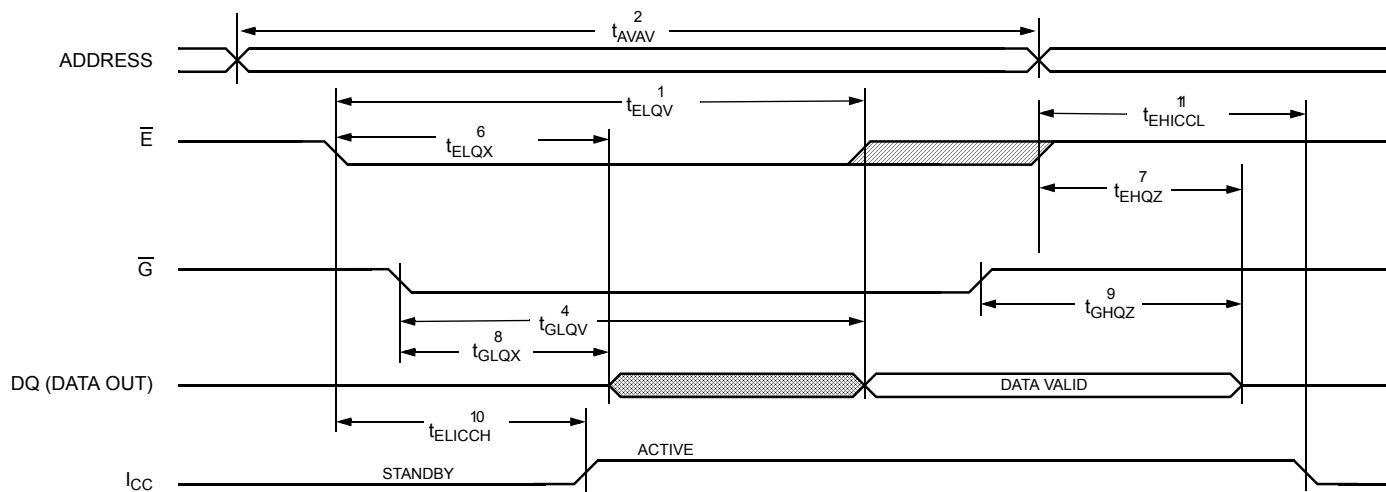 2
tAVAV
ADDRESS
1
tELQV
11
tEHICCL
E
6
tELQX
7
tEHQZ
G
9
tGHQZ
4
tGLQV
8
tGLQX
DQ (DATA OUT)
DATA VALID
10
tELICCH
ACTIVE
STANDBY
ICC